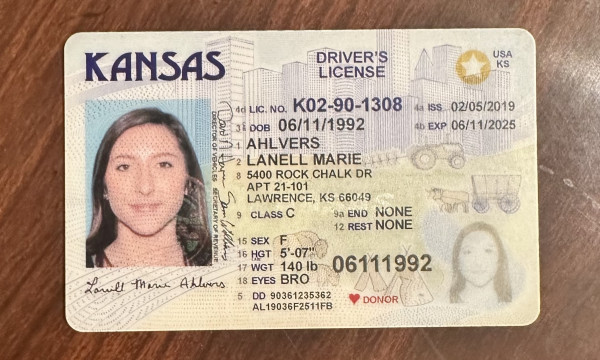 KANSAS
DRIVER'S
LICENSE
USA
KS
4d LIC. NO. K02-90-1308
4a ISS 02/05/2019
3 DOB 06/11/1992
4b EXP 06/11/2025
1 AHLVERS
2 LANELL MARIE
8 5400 ROCK CHALK DR
APT 21-101
LAWRENCE, KS 66049
9 CLASS C
9a END NONE
12 REST NONE
15 SEX F
16 HGT 5'-07"
17 WGT 140 lb
18 EYES BRO
06111992
5 DD 90361235362
AL19036F2511FB
DONOR
DIRECTOR OF VEHICLES
SECRETARY OF REVENUE
Lanell Marie Ahlvers